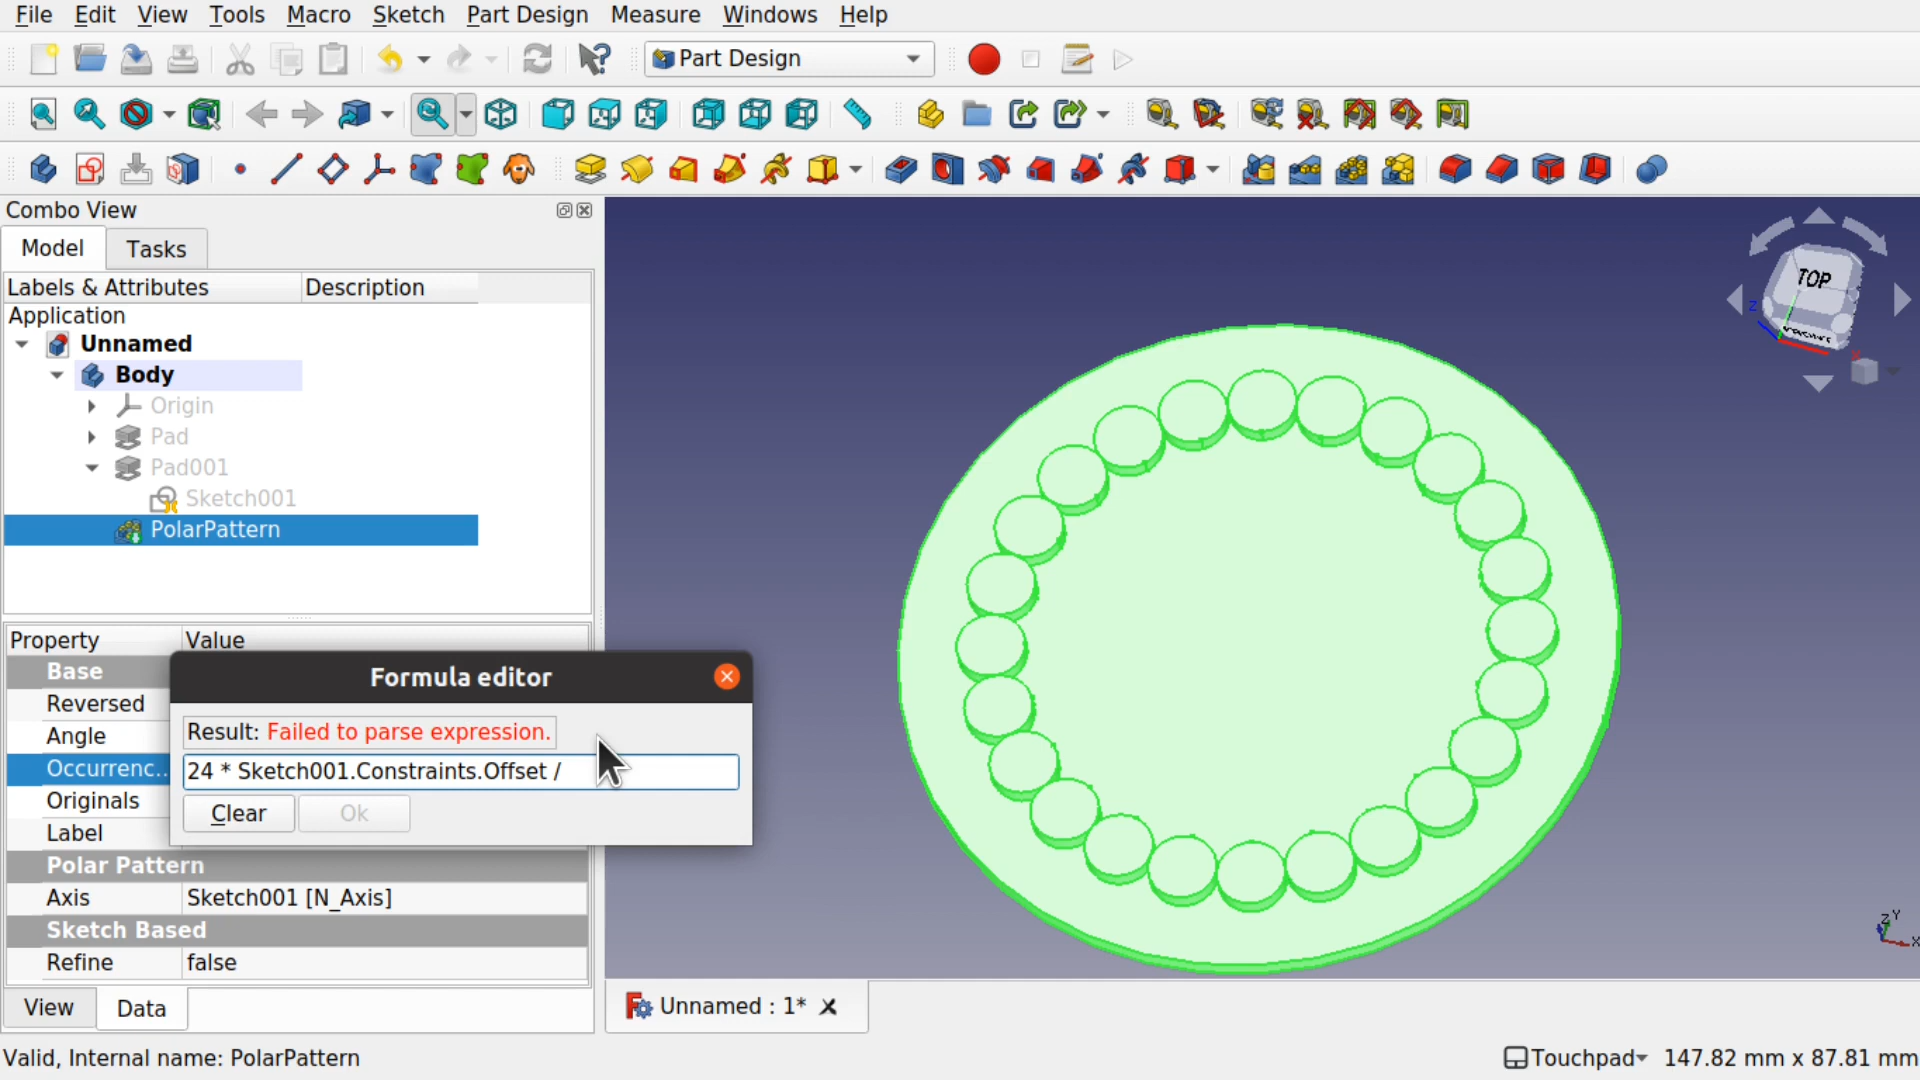 File Edit View Tools Macro Sketch Part Design Measure Windows Help
Part Design
Combo View
Model Tasks
Labels & Attributes Description
Application
Unnamed
Body
Origin
Pad
Pad001
Sketch001
PolarPattern
Property Value
Base
Reversed
Angle
Occurrenc..
Originals
Label
Formula editor
Result: Failed to parse expression.
24 * Sketch001.Constraints.Offset /
Clear Ok
Polar Pattern
Axis Sketch001 [N_Axis]
Sketch Based
Refine false
View Data
TOP
Z
Z Y
X
Unnamed : 1*
Valid, Internal name: PolarPattern
Touchpad 147.82 mm x 87.81 mm